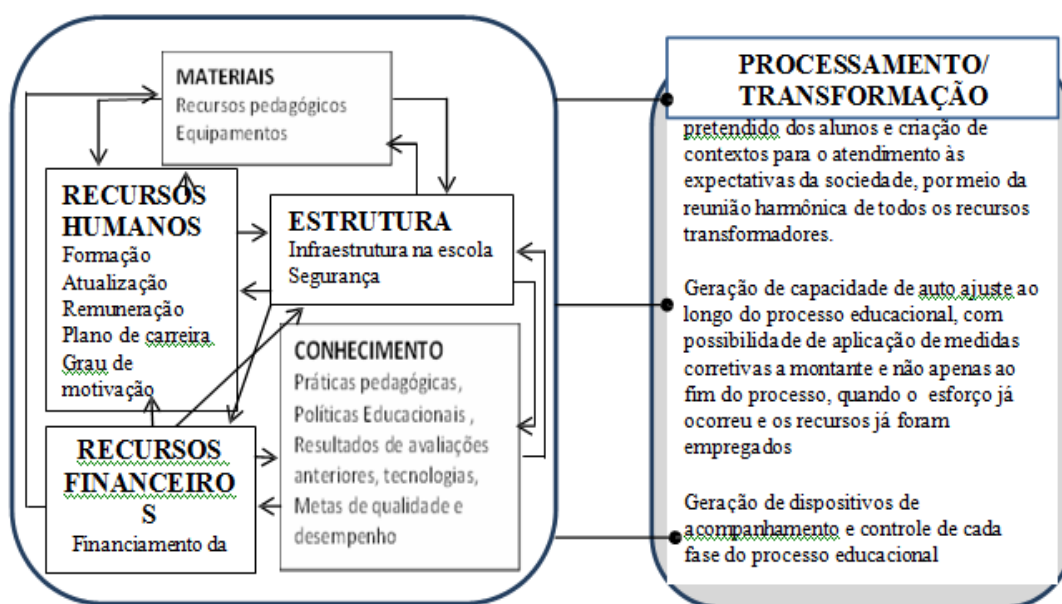 MATERIAIS
Recursos pedagógicos
Equipamentos
RECURSOS
HUMANOS
Formação
Atualização
Remuneração
Plano de carreira
Grau de
motivação
ESTRUTURA
Infraestrutura na escola
Segurança
CONHECIMENTO
Práticas pedagógicas,
Políticas Educacionais ,
Resultados de avaliações
anteriores, tecnologias,
Metas de qualidade e
desempenho
RECURSOS
FINANCEIRO
S
Financiamento da
PROCESSAMENTO/
TRANSFORMAÇÃO
pretendido dos alunos e criação de
contextos para o atendimento às
expectativas da sociedade, por meio da
reunião harmônica de todos os recursos
transformadores.
Geração de capacidade de auto ajuste ao
longo do processo educacional, com
possibilidade de aplicação de medidas
corretivas a montante e não apenas ao
fim do processo, quando o esforço já
ocorreu e os recursos já foram
empregados
Geração de dispositivos de
acompanhamento e controle de cada
fase do processo educacional